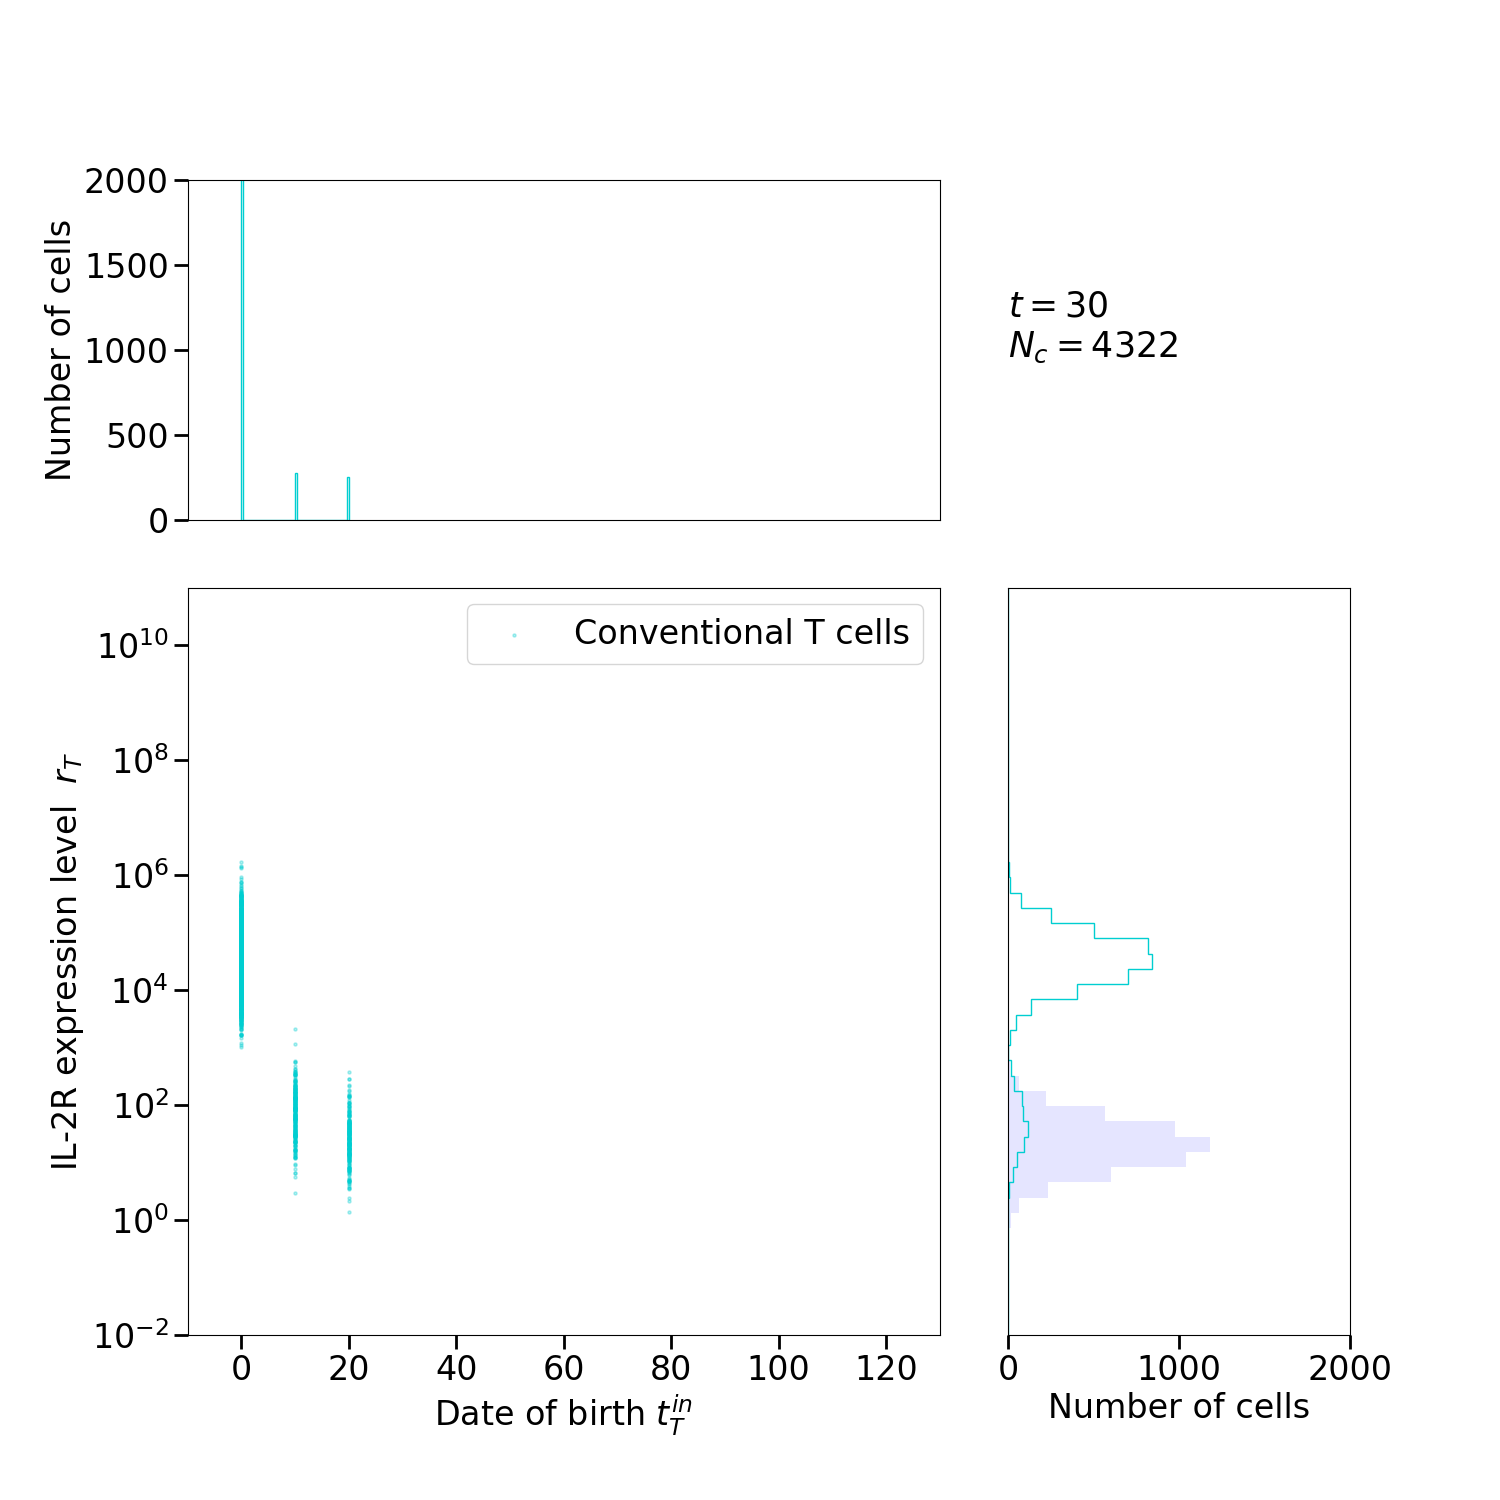 2000
1500
1000
500
0
Number of cells
t = 30
N_c = 4322
Conventional T cells
10^10
10^8
10^6
10^4
10^2
10^0
10^-2
IL-2R expression level r_T
0 20 40 60 80 100 120
Date of birth t_T^in
0 1000 2000
Number of cells